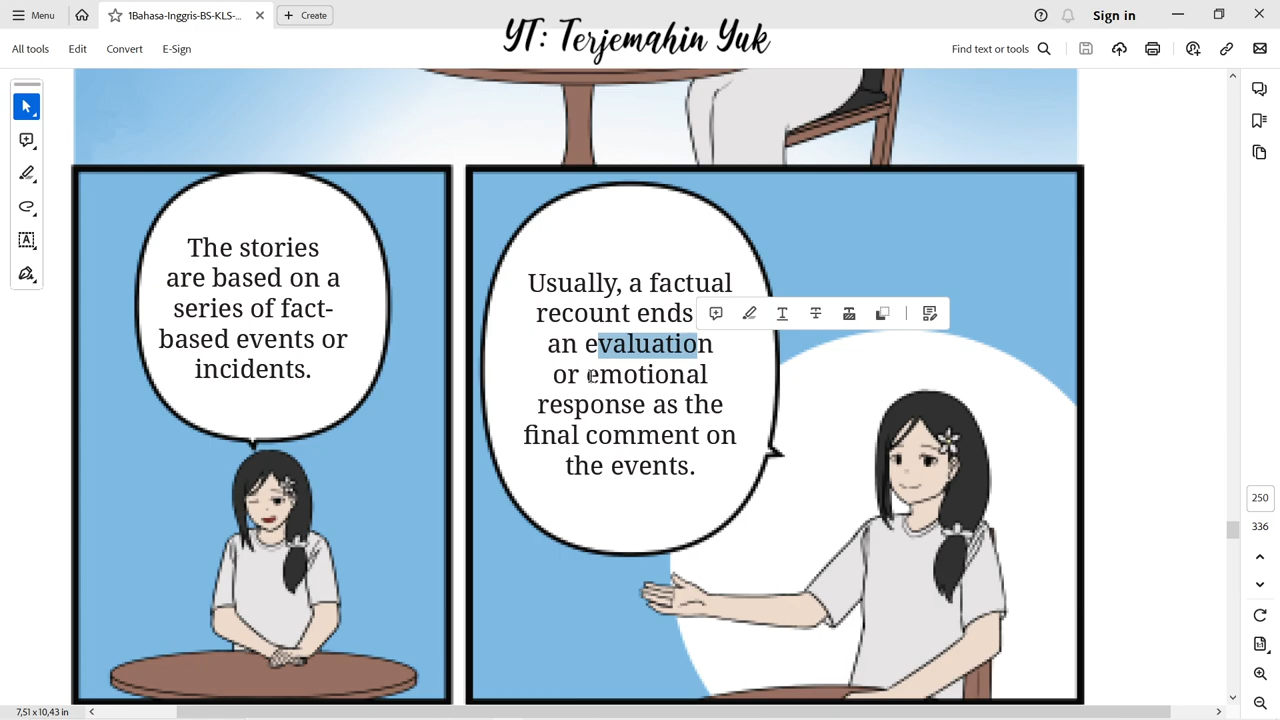 Menu
1Bahasa-Inggris-BS-KLS-...
Create
Sign in
All tools
Edit
Convert
E-Sign
YT: Terjemahin Yuk
Find text or tools
The stories
are based on a
series of fact-
based events or
incidents.
Usually, a factual
recount ends
an evaluation
or emotional
response as the
final comment on
the events.
250
336
7,51 x 10,43 in